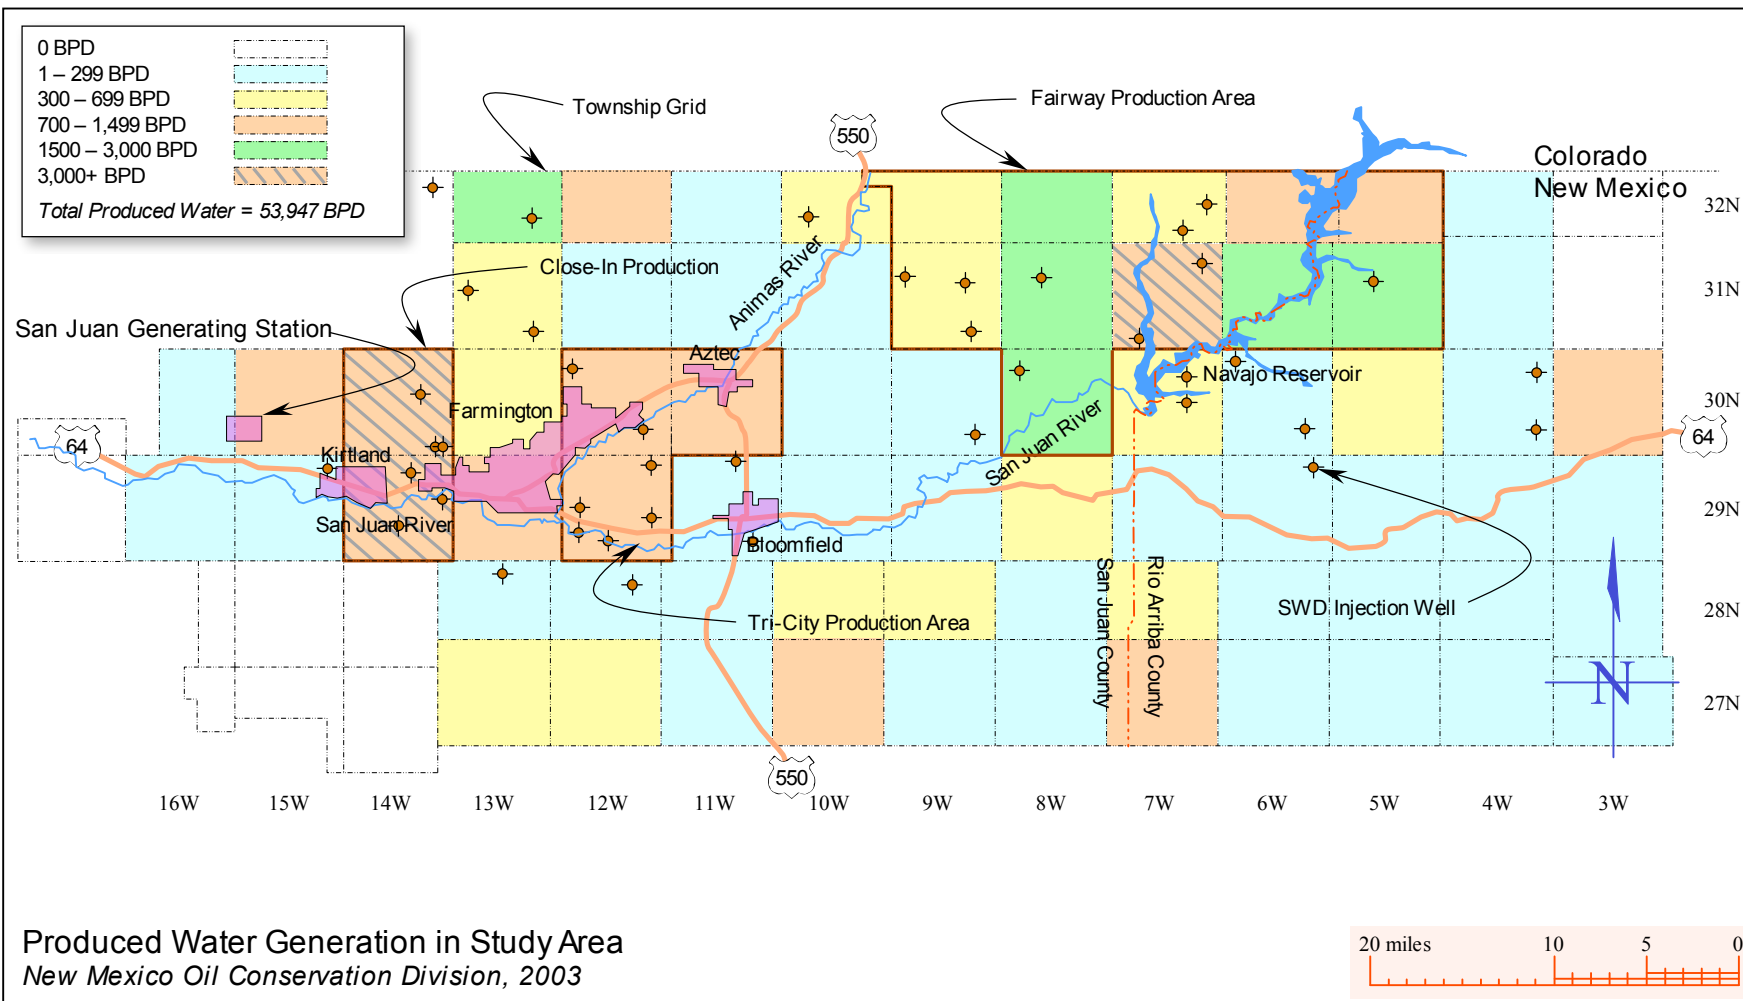 0 BPD
1 – 299 BPD
300 – 699 BPD
700 – 1,499 BPD
1500 – 3,000 BPD
3,000+ BPD
Total Produced Water = 53,947 BPD
Township Grid
Fairway Production Area
550
Colorado
New Mexico
32N
Close-In Production
Animas River
31N
San Juan Generating Station
Aztec
Navajo Reservoir
Farmington
30N
San Juan River
64
64
Kirtland
San Juan River
29N
Bloomfield
San Juan County
Rio Arriba County
SWD Injection Well
28N
Tri-City Production Area
N
27N
550
16W
15W
14W
13W
12W
11W
10W
9W
8W
7W
6W
5W
4W
3W
Produced Water Generation in Study Area
New Mexico Oil Conservation Division, 2003
20 miles
10
5
0